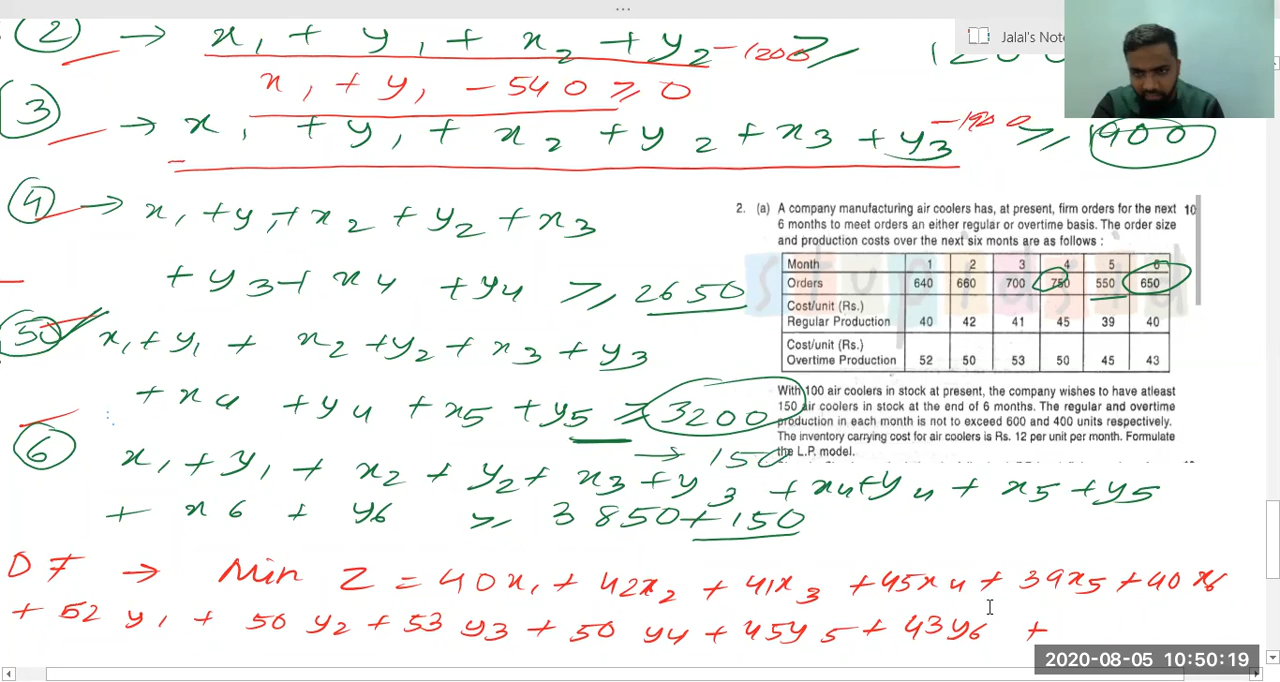 ② → x₁ + y₁ + x₂ + y₂ - 1200 ≥ 1200
x₁ + y₁ - 540 ≥ 0
③ → x₁ + y₁ + x₂ + y₂ + x₃ + y₃ - 1900 ≥ 1900
④ → x₁ + y₁ + x₂ + y₂ + x₃
+ y₃ + x₄ + y₄ ≥ 2650
⑤ x₁ + y₁ + x₂ + y₂ + x₃ + y₃
+ x₄ + y₄ + x₅ + y₅ ≥ 3200
→ 150
⑥ x₁ + y₁ + x₂ + y₂ + x₃ + y₃ + x₄ + y₄ + x₅ + y₅
+ x₆ + y₆ ≥ 3850 + 150
OF → Min Z = 40x₁ + 42x₂ + 41x₃ + 45x₄ + 39x₅ + 40x₆
+ 52y₁ + 50y₂ + 53y₃ + 50y₄ + 45y₅ + 43y₆ +
Jalal's Note
2. (a) A company manufacturing air coolers has, at present, firm orders for the next 10
6 months to meet orders an either regular or overtime basis. The order size
and production costs over the next six monts are as follows :
Month 1 2 3 4 5 6
Orders 640 660 700 750 550 650
Cost/unit (Rs.)
Regular Production 40 42 41 45 39 40
Cost/unit (Rs.)
Overtime Production 52 50 53 50 45 43
With 100 air coolers in stock at present, the company wishes to have atleast
150 air coolers in stock at the end of 6 months. The regular and overtime
production in each month is not to exceed 600 and 400 units respectively.
The inventory carrying cost for air coolers is Rs. 12 per unit per month. Formulate
the L.P. model.
2020-08-05 10:50:19